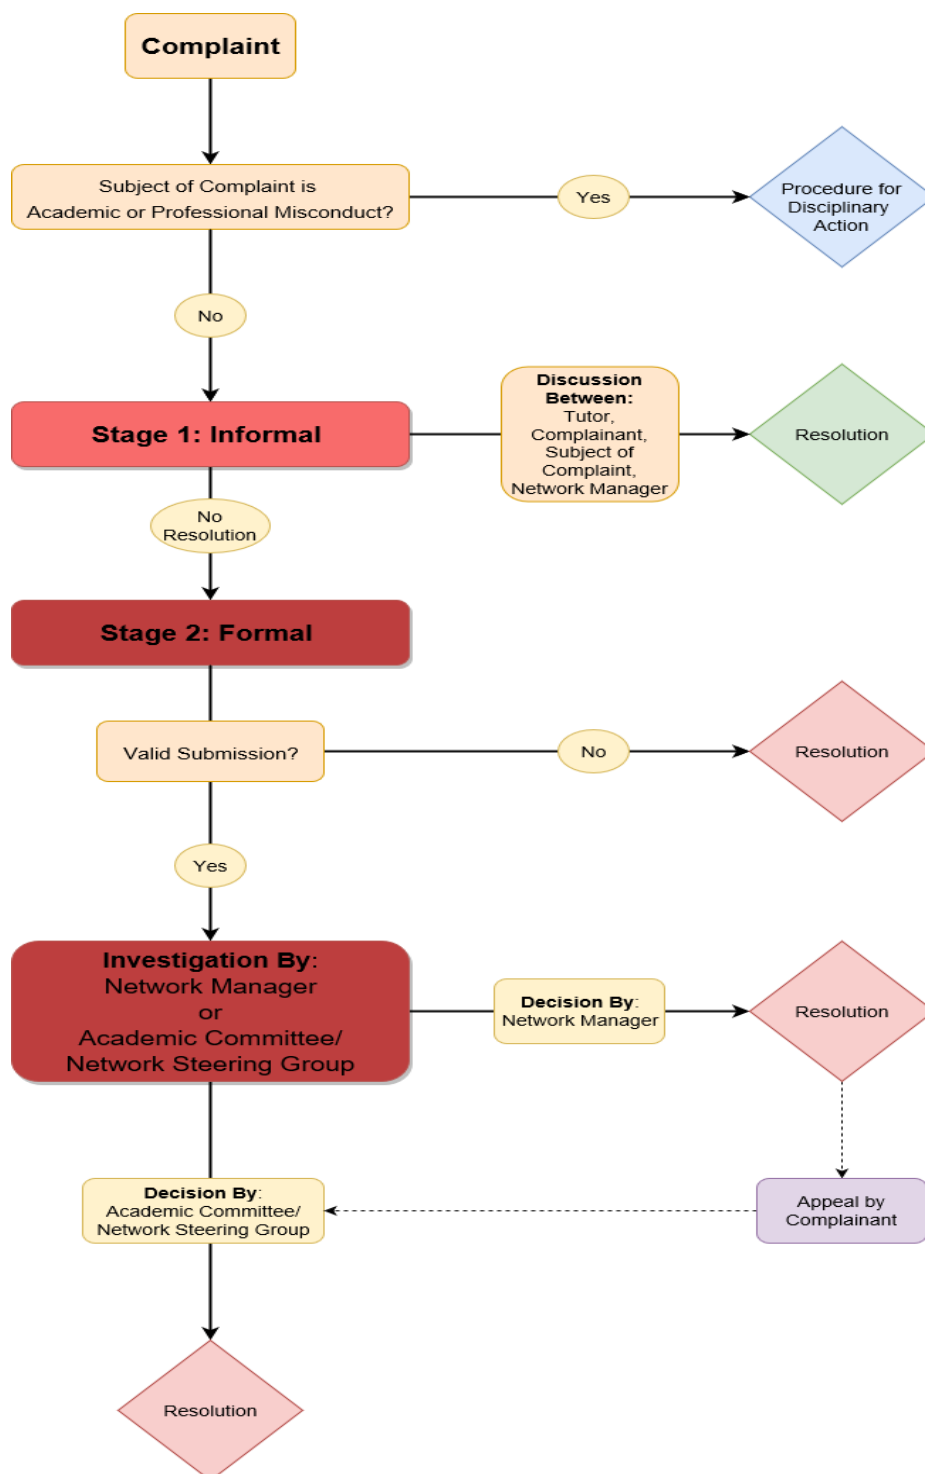 Complaint
Subject of Complaint is
Academic or Professional Misconduct?
Yes
Procedure for
Disciplinary
Action
No
Stage 1: Informal
Discussion
Between:
Tutor,
Complainant,
Subject of
Complaint,
Network Manager
Resolution
No
Resolution
Stage 2: Formal
Valid Submission?
No
Resolution
Yes
Investigation By:
Network Manager
or
Academic Committee/
Network Steering Group
Decision By:
Network Manager
Resolution
Decision By:
Academic Committee/
Network Steering Group
Appeal by
Complainant
Resolution